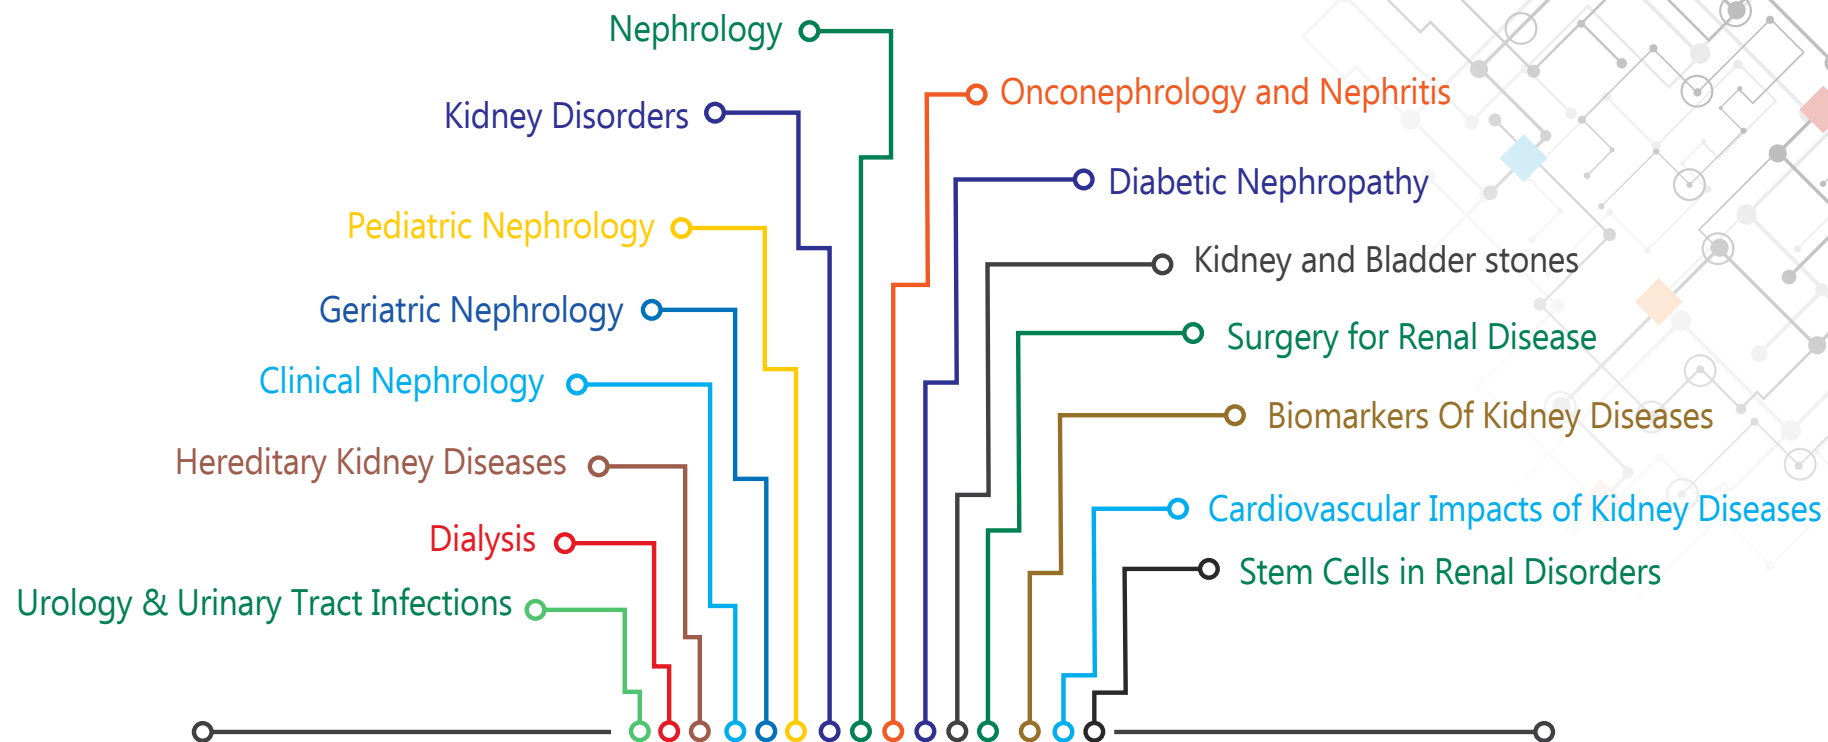 Nephrology
Onconephrology and Nephritis
Kidney Disorders
Diabetic Nephropathy
Pediatric Nephrology
Kidney and Bladder stones
Geriatric Nephrology
Surgery for Renal Disease
Clinical Nephrology
Biomarkers Of Kidney Diseases
Hereditary Kidney Diseases
Cardiovascular Impacts of Kidney Diseases
Dialysis
Stem Cells in Renal Disorders
Urology & Urinary Tract Infections